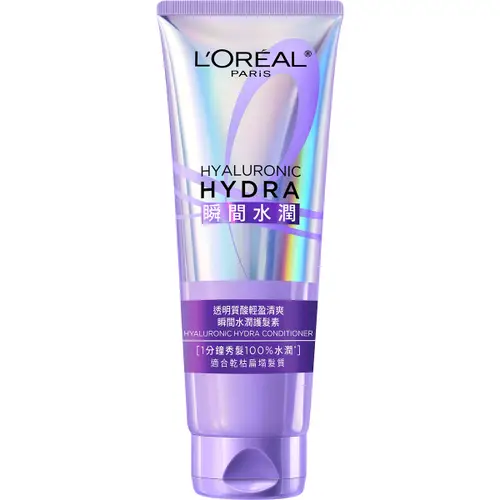 L'ORÉAL®
PARIS
HYALURONIC
HYDRA
瞬間水潤
透明質酸輕盈清爽
瞬間水潤護髮素
HYALURONIC HYDRA CONDITIONER
[1分鐘秀髮100%水潤*]
適合乾枯扁塌髮質